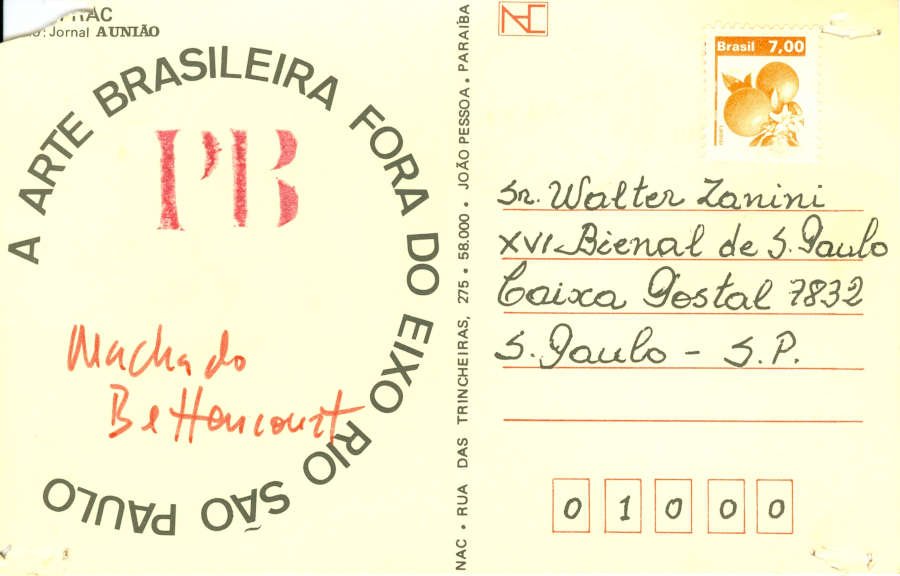 RAC
: Jornal A UNIÃO
A ARTE BRASILEIRA FORA DO EIXO RIO SÃO PAULO
PB
Machado
Bettencourt
NAC • RUA DAS TRINCHEIRAS, 275 • 58.000 • JOÃO PESSOA • PARAÍBA
NAC
Brasil 7,00
Sr. Walter Zanini
XVI - Bienal de S. Paulo
Caixa Postal 7832
S. Paulo - S.P.
0 1 0 0 0